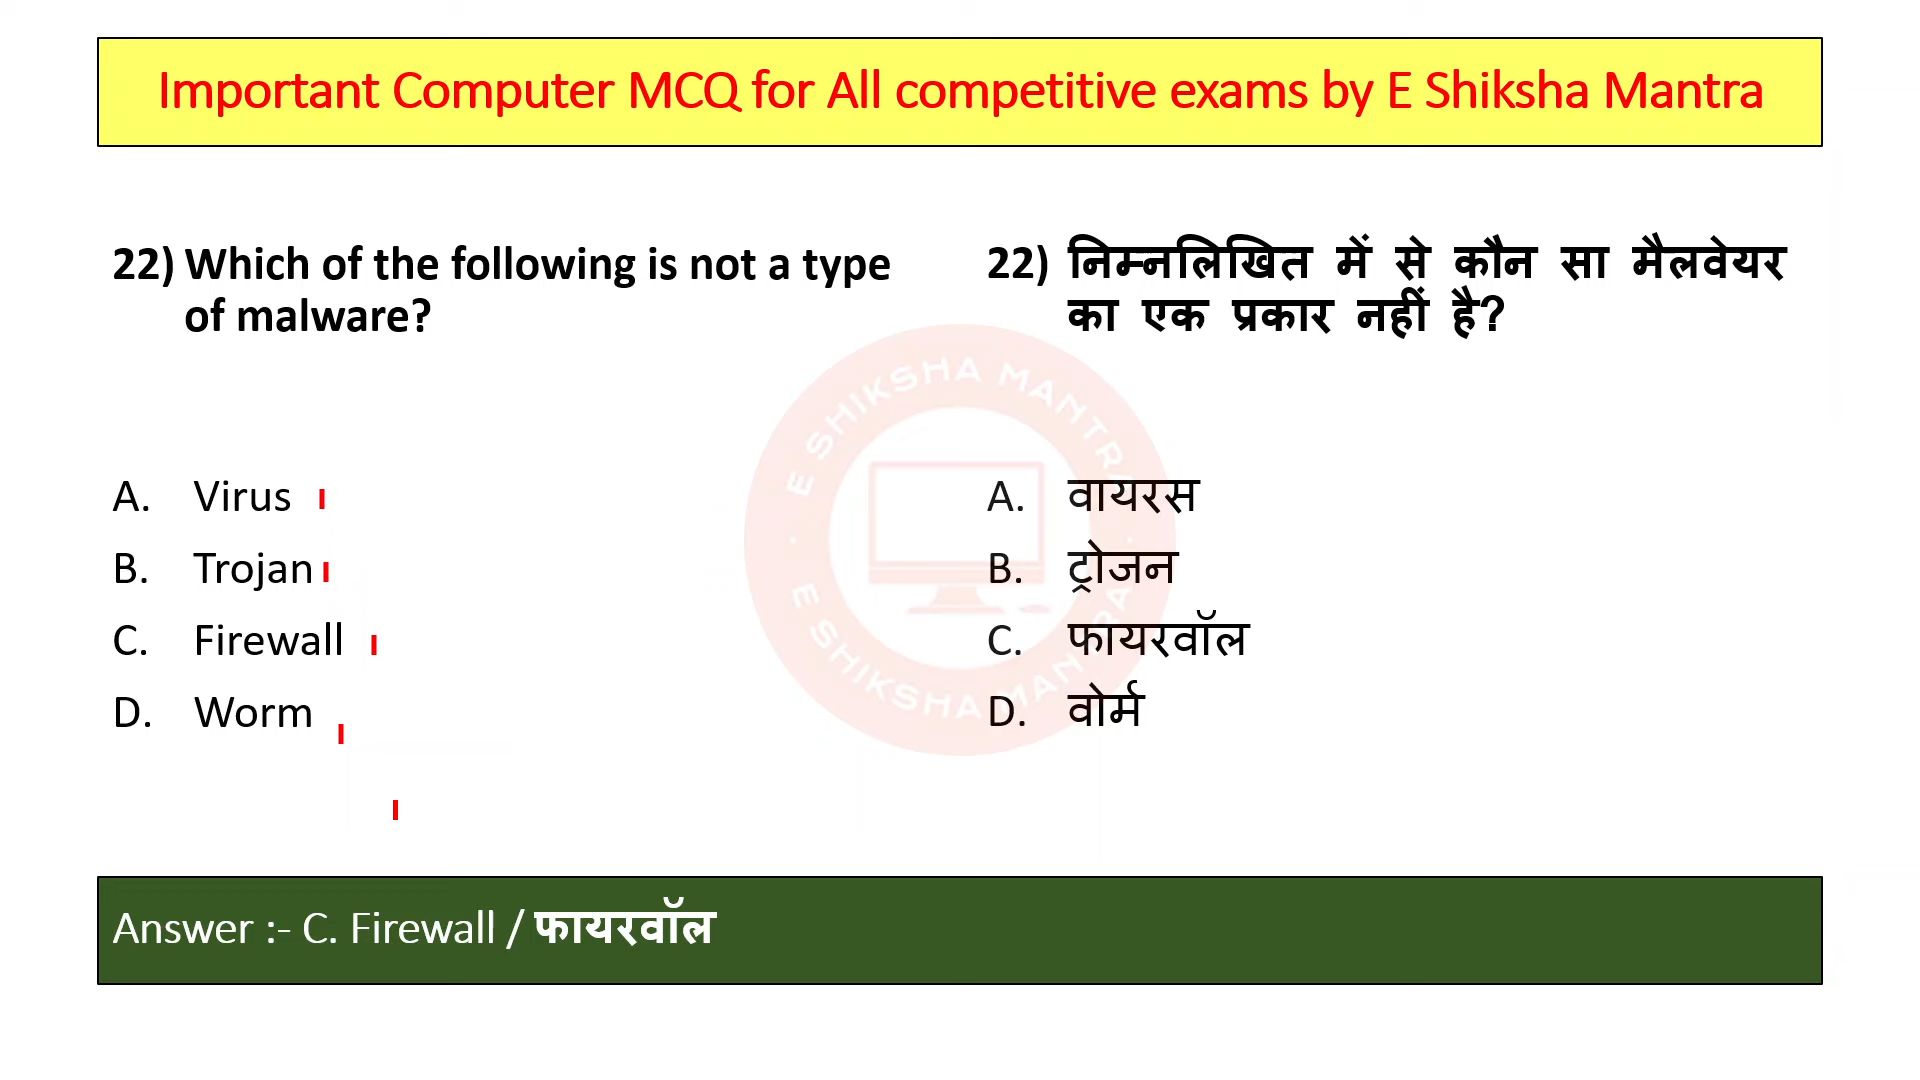 Important Computer MCQ for All competitive exams by E Shiksha Mantra
22) Which of the following is not a type
of malware?
A. Virus
B. Trojan
C. Firewall
D. Worm
22) निम्नलिखित में से कौन सा मैलवेयर
का एक प्रकार नहीं है?
A. वायरस
B. ट्रोजन
C. फायरवॉल
D. वोर्म
E SHIKSHA MANTRA
E SHIKSHA MANTRA
Answer :- C. Firewall / फायरवॉल